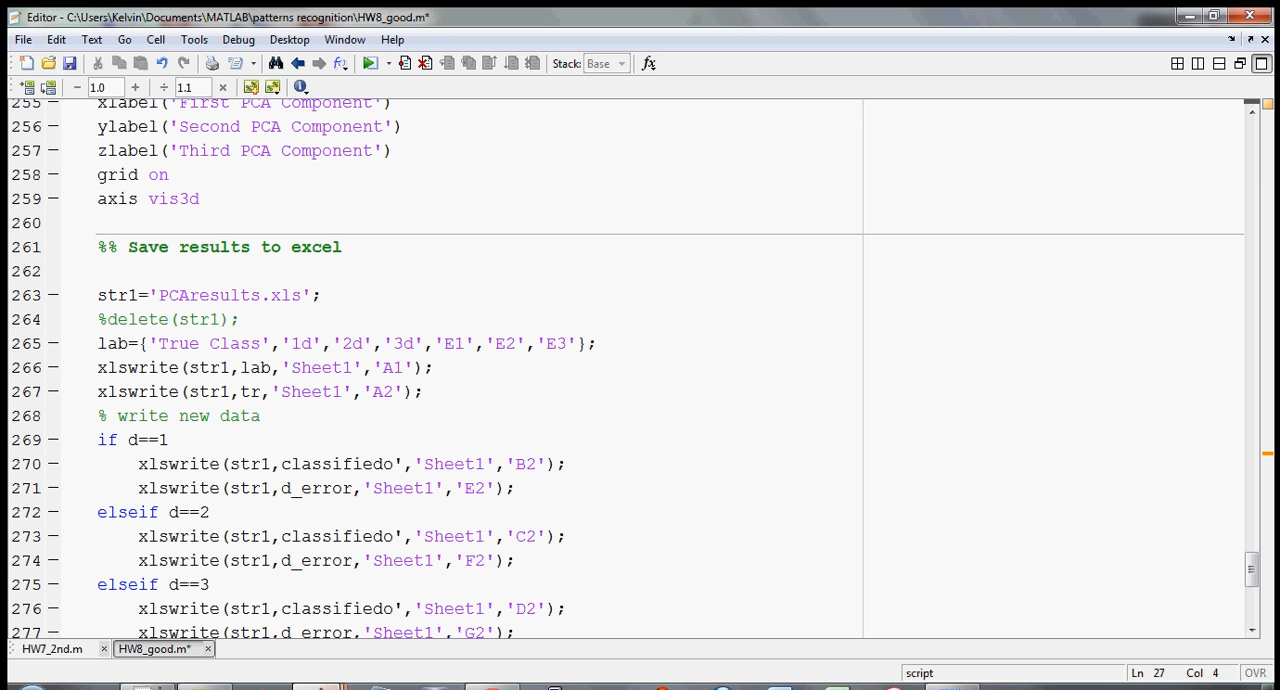 Editor - C:\Users\Kelvin\Documents\MATLAB\patterns recognition\HW8_good.m*
File Edit Text Go Cell Tools Debug Desktop Window Help
Stack: Base fx
− 1.0 + ÷ 1.1 ×
255 — xlabel('First PCA Component')
256 — ylabel('Second PCA Component')
257 — zlabel('Third PCA Component')
258 — grid on
259 — axis vis3d
260
261 %% Save results to excel
262
263 — str1='PCAresults.xls';
264 %delete(str1);
265 — lab={'True Class','1d','2d','3d','E1','E2','E3'};
266 — xlswrite(str1,lab,'Sheet1','A1');
267 — xlswrite(str1,tr,'Sheet1','A2');
268 % write new data
269 — if d==1
270 — xlswrite(str1,classifiedo','Sheet1','B2');
271 — xlswrite(str1,d_error,'Sheet1','E2');
272 — elseif d==2
273 — xlswrite(str1,classifiedo','Sheet1','C2');
274 — xlswrite(str1,d_error,'Sheet1','F2');
275 — elseif d==3
276 — xlswrite(str1,classifiedo','Sheet1','D2');
277 — xlswrite(str1,d_error,'Sheet1','G2');
HW7_2nd.m × HW8_good.m* ×
script Ln 27 Col 4 OVR